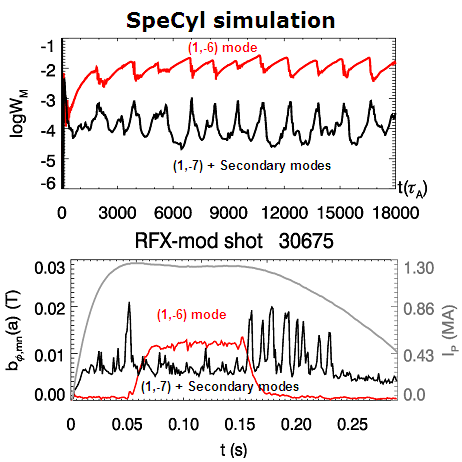 SpeCyl simulation
-1
(1,-6) mode
-2
-3
logW_M
-4
-5
(1,-7) + Secondary modes
-6
t(τ_A)
0 3000 6000 9000 12000 15000 18000
RFX-mod shot 30675
0.03 1.30
(1,-6) mode
0.02 0.86
b_ϕ,mn(a) (T) I_P (MA)
0.01 0.43
(1,-7) + Secondary modes
0.00 0.00
0 0.05 0.10 0.15 0.20 0.25
t (s)